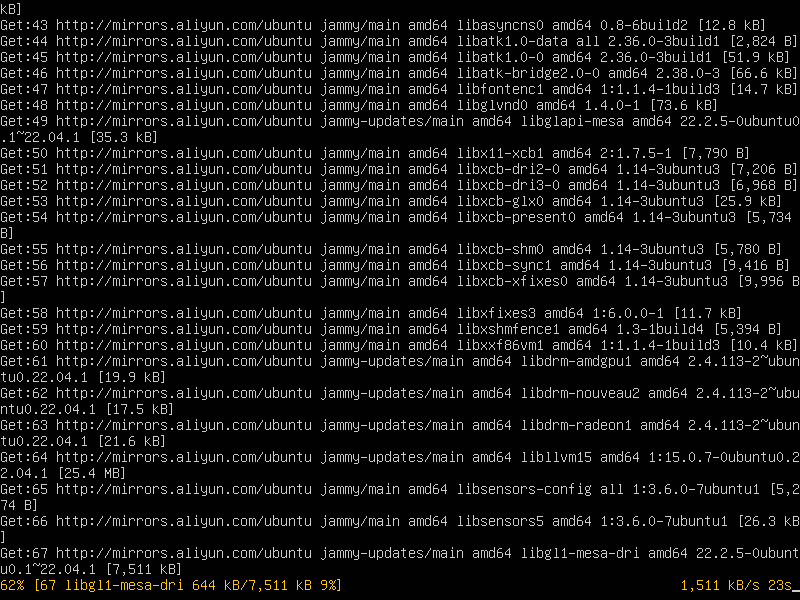 kB]
Get:43 http://mirrors.aliyun.com/ubuntu jammy/main amd64 libasyncns0 amd64 0.8-6build2 [12.8 kB]
Get:44 http://mirrors.aliyun.com/ubuntu jammy/main amd64 libatk1.0-data all 2.36.0-3build1 [2,824 B]
Get:45 http://mirrors.aliyun.com/ubuntu jammy/main amd64 libatk1.0-0 amd64 2.36.0-3build1 [51.9 kB]
Get:46 http://mirrors.aliyun.com/ubuntu jammy/main amd64 libatk-bridge2.0-0 amd64 2.38.0-3 [66.6 kB]
Get:47 http://mirrors.aliyun.com/ubuntu jammy/main amd64 libfontenc1 amd64 1:1.1.4-1build3 [14.7 kB]
Get:48 http://mirrors.aliyun.com/ubuntu jammy/main amd64 libglvnd0 amd64 1.4.0-1 [73.6 kB]
Get:49 http://mirrors.aliyun.com/ubuntu jammy-updates/main amd64 libglapi-mesa amd64 22.2.5-0ubuntu0
.1~22.04.1 [35.3 kB]
Get:50 http://mirrors.aliyun.com/ubuntu jammy/main amd64 libx11-xcb1 amd64 2:1.7.5-1 [7,790 B]
Get:51 http://mirrors.aliyun.com/ubuntu jammy/main amd64 libxcb-dri2-0 amd64 1.14-3ubuntu3 [7,206 B]
Get:52 http://mirrors.aliyun.com/ubuntu jammy/main amd64 libxcb-dri3-0 amd64 1.14-3ubuntu3 [6,968 B]
Get:53 http://mirrors.aliyun.com/ubuntu jammy/main amd64 libxcb-glx0 amd64 1.14-3ubuntu3 [25.9 kB]
Get:54 http://mirrors.aliyun.com/ubuntu jammy/main amd64 libxcb-present0 amd64 1.14-3ubuntu3 [5,734
B]
Get:55 http://mirrors.aliyun.com/ubuntu jammy/main amd64 libxcb-shm0 amd64 1.14-3ubuntu3 [5,780 B]
Get:56 http://mirrors.aliyun.com/ubuntu jammy/main amd64 libxcb-sync1 amd64 1.14-3ubuntu3 [9,416 B]
Get:57 http://mirrors.aliyun.com/ubuntu jammy/main amd64 libxcb-xfixes0 amd64 1.14-3ubuntu3 [9,996 B
]
Get:58 http://mirrors.aliyun.com/ubuntu jammy/main amd64 libxfixes3 amd64 1:6.0.0-1 [11.7 kB]
Get:59 http://mirrors.aliyun.com/ubuntu jammy/main amd64 libxshmfence1 amd64 1.3-1build4 [5,394 B]
Get:60 http://mirrors.aliyun.com/ubuntu jammy/main amd64 libxxf86vm1 amd64 1:1.1.4-1build3 [10.4 kB]
Get:61 http://mirrors.aliyun.com/ubuntu jammy-updates/main amd64 libdrm-amdgpu1 amd64 2.4.113-2~ubun
tu0.22.04.1 [19.9 kB]
Get:62 http://mirrors.aliyun.com/ubuntu jammy-updates/main amd64 libdrm-nouveau2 amd64 2.4.113-2~ubu
ntu0.22.04.1 [17.5 kB]
Get:63 http://mirrors.aliyun.com/ubuntu jammy-updates/main amd64 libdrm-radeon1 amd64 2.4.113-2~ubun
tu0.22.04.1 [21.6 kB]
Get:64 http://mirrors.aliyun.com/ubuntu jammy-updates/main amd64 libllvm15 amd64 1:15.0.7-0ubuntu0.2
2.04.1 [25.4 MB]
Get:65 http://mirrors.aliyun.com/ubuntu jammy/main amd64 libsensors-config all 1:3.6.0-7ubuntu1 [5,2
74 B]
Get:66 http://mirrors.aliyun.com/ubuntu jammy/main amd64 libsensors5 amd64 1:3.6.0-7ubuntu1 [26.3 kB
]
Get:67 http://mirrors.aliyun.com/ubuntu jammy-updates/main amd64 libgl1-mesa-dri amd64 22.2.5-0ubunt
u0.1~22.04.1 [7,511 kB]
62% [67 libgl1-mesa-dri 644 kB/7,511 kB 9%] 1,511 kB/s 23s_